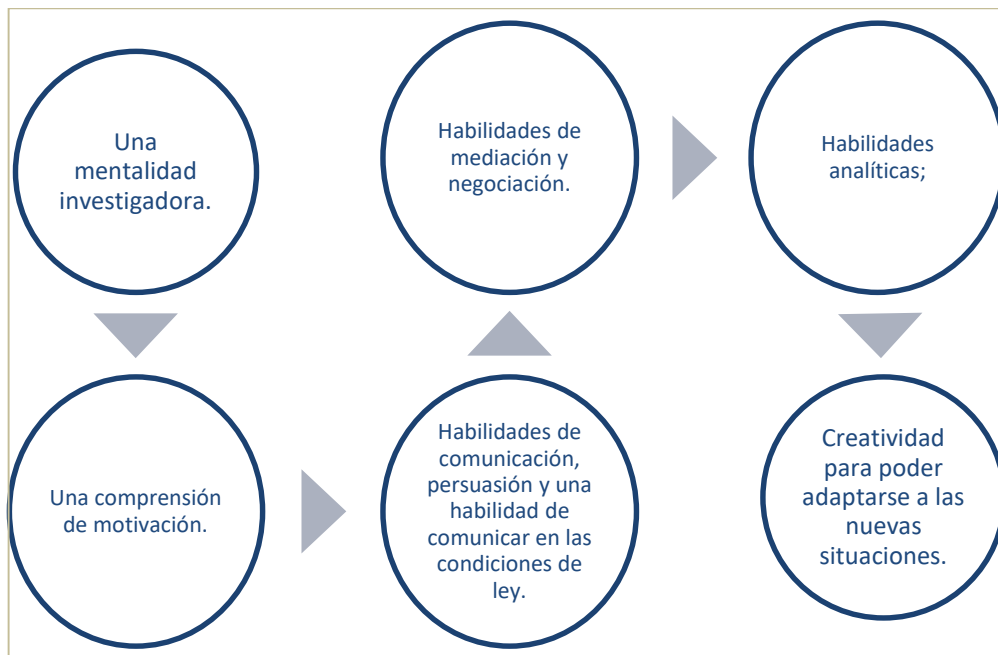 Una
mentalidad
investigadora.
Una comprensión
de motivación.
Habilidades de
comunicación,
persuasión y una
habilidad de
comunicar en las
condiciones de
ley.
Habilidades de
mediación y
negociación.
Habilidades
analíticas;
Creatividad
para poder
adaptarse a las
nuevas
situaciones.